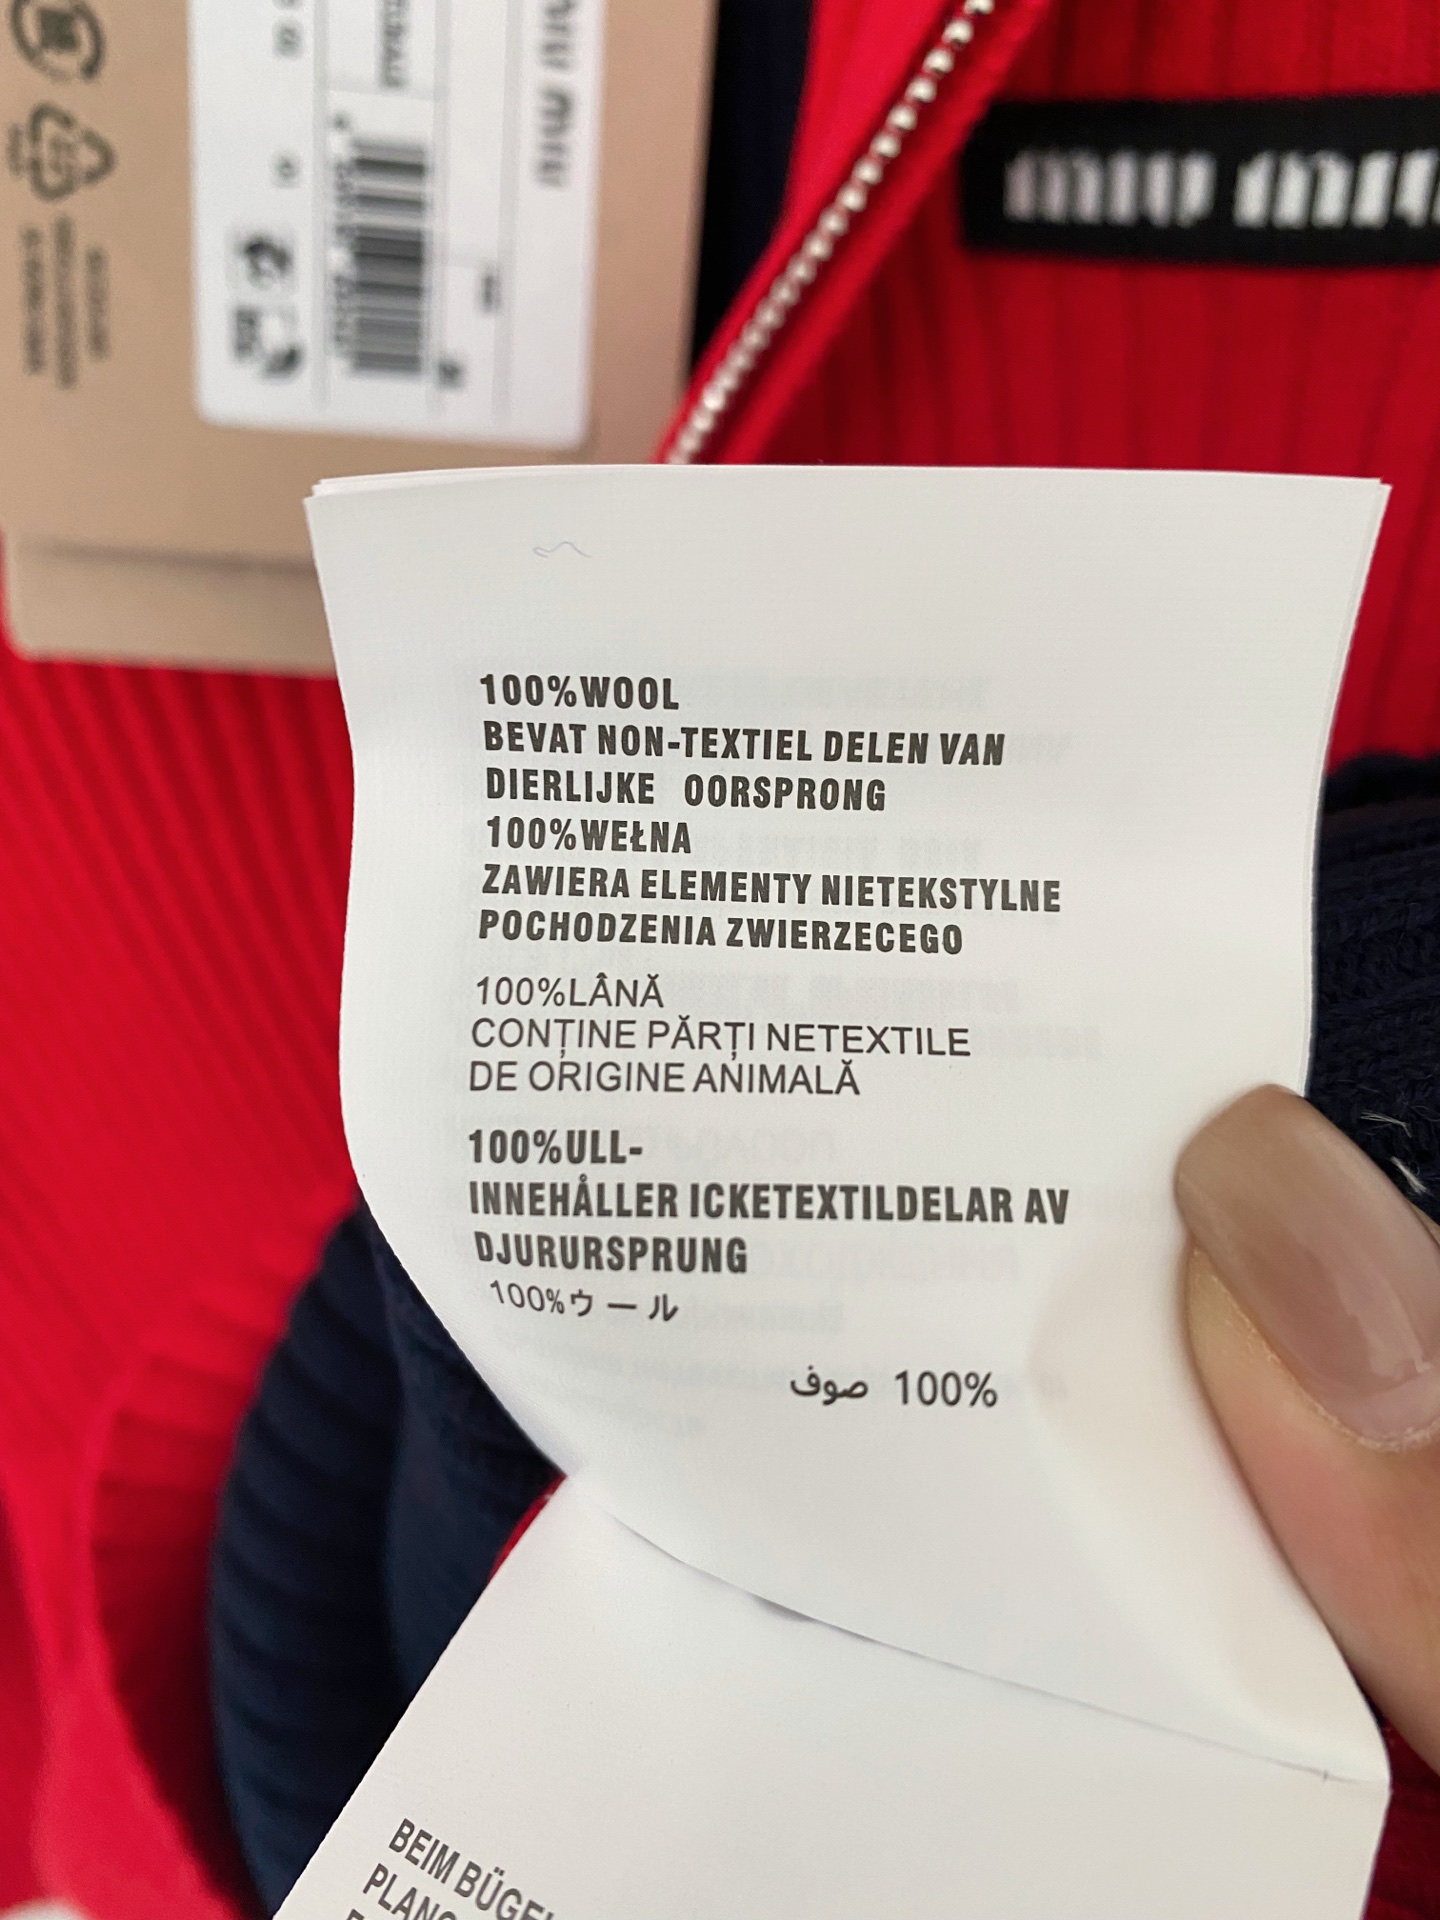 miu miu
miu
100%WOOL
BEVAT NON-TEXTIEL DELEN VAN
DIERLIJKE OORSPRONG
100%WEŁNA
ZAWIERA ELEMENTY NIETEKSTYLNE
POCHODZENIA ZWIERZECEGO
100%LÂNĂ
CONȚINE PĂRȚI NETEXTILE
DE ORIGINE ANIMALĂ
100%ULL-
INNEHÅLLER ICKETEXTILDELAR AV
DJURURSPRUNG
100%ウール
صوف 100%
BEIM